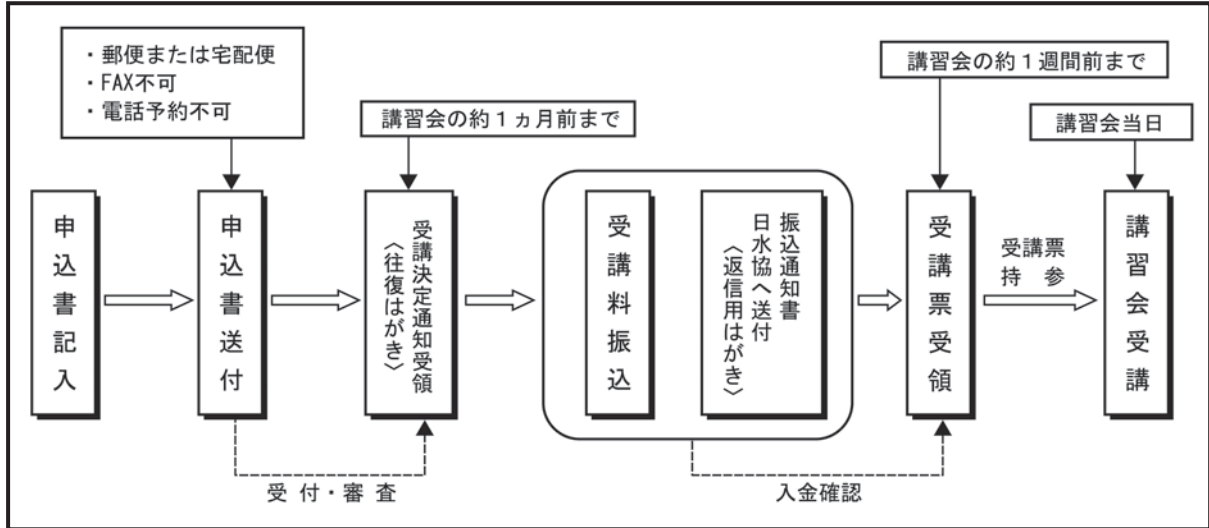 ・郵便または宅配便
・FAX不可
・電話予約不可
講習会の約１ヵ月前まで
講習会の約１週間前まで
講習会当日
申込書記入
申込書送付
受講決定通知受領
〈往復はがき〉
受講料振込
振込通知書
日水協へ送付
〈返信用はがき〉
受講票受領
受講票
持　参
講習会受講
受 付・審 査
入金確認